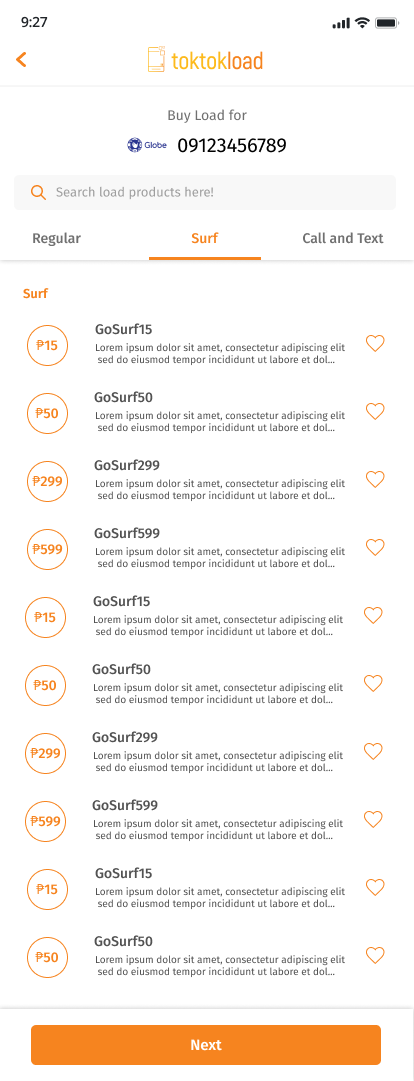 9:27
toktokload
Buy Load for
Globe 09123456789
Search load products here!
Regular Surf Call and Text
Surf
GoSurf15
₱15
Lorem ipsum dolor sit amet, consectetur adipiscing elit
sed do eiusmod tempor incididunt ut labore et dol...
GoSurf50
₱50
Lorem ipsum dolor sit amet, consectetur adipiscing elit
sed do eiusmod tempor incididunt ut labore et dol...
GoSurf299
₱299
Lorem ipsum dolor sit amet, consectetur adipiscing elit
sed do eiusmod tempor incididunt ut labore et dol...
GoSurf599
₱599
Lorem ipsum dolor sit amet, consectetur adipiscing elit
sed do eiusmod tempor incididunt ut labore et dol...
GoSurf15
₱15
Lorem ipsum dolor sit amet, consectetur adipiscing elit
sed do eiusmod tempor incididunt ut labore et dol...
GoSurf50
₱50
Lorem ipsum dolor sit amet, consectetur adipiscing elit
sed do eiusmod tempor incididunt ut labore et dol...
GoSurf299
₱299
Lorem ipsum dolor sit amet, consectetur adipiscing elit
sed do eiusmod tempor incididunt ut labore et dol...
GoSurf599
₱599
Lorem ipsum dolor sit amet, consectetur adipiscing elit
sed do eiusmod tempor incididunt ut labore et dol...
GoSurf15
₱15
Lorem ipsum dolor sit amet, consectetur adipiscing elit
sed do eiusmod tempor incididunt ut labore et dol...
GoSurf50
₱50
Lorem ipsum dolor sit amet, consectetur adipiscing elit
sed do eiusmod tempor incididunt ut labore et dol...
Next